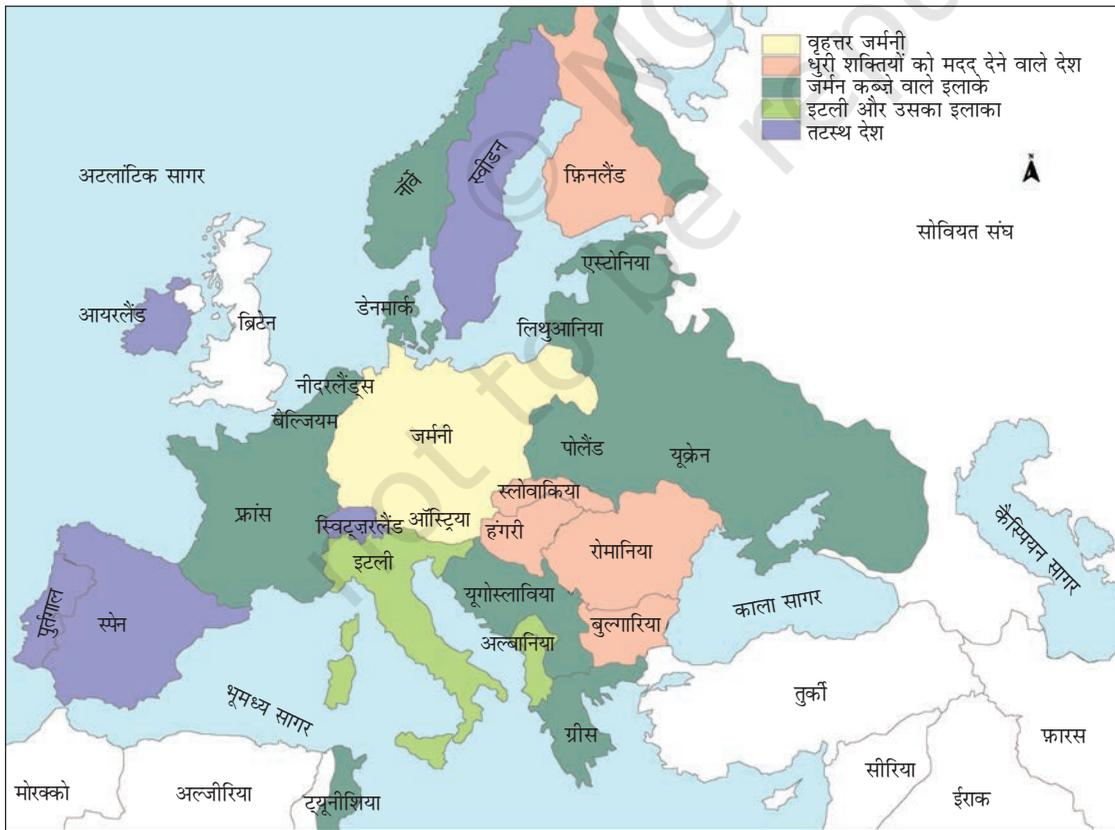 वृहत्तर जर्मनी
धुरी शक्तियों को मदद देने वाले देश
जर्मन कब्जे वाले इलाके
इटली और उसका इलाका
तटस्थ देश
N
अटलांटिक सागर
नॉर्वे
स्वीडन
फ़िनलैंड
सोवियत संघ
एस्टोनिया
आयरलैंड
ब्रिटेन
डेनमार्क
लिथुआनिया
नीदरलैंड्स
बेल्जियम
जर्मनी
पोलैंड
यूक्रेन
स्लोवाकिया
फ्रांस
स्विट्ज़रलैंड
ऑस्ट्रिया
हंगरी
रोमानिया
कैस्पियन सागर
इटली
यूगोस्लाविया
काला सागर
पुर्तगाल
स्पेन
अल्बानिया
बुल्गारिया
भूमध्य सागर
तुर्की
ग्रीस
फ़ारस
सीरिया
मोरक्को
अल्जीरिया
ट्यूनीशिया
ईराक